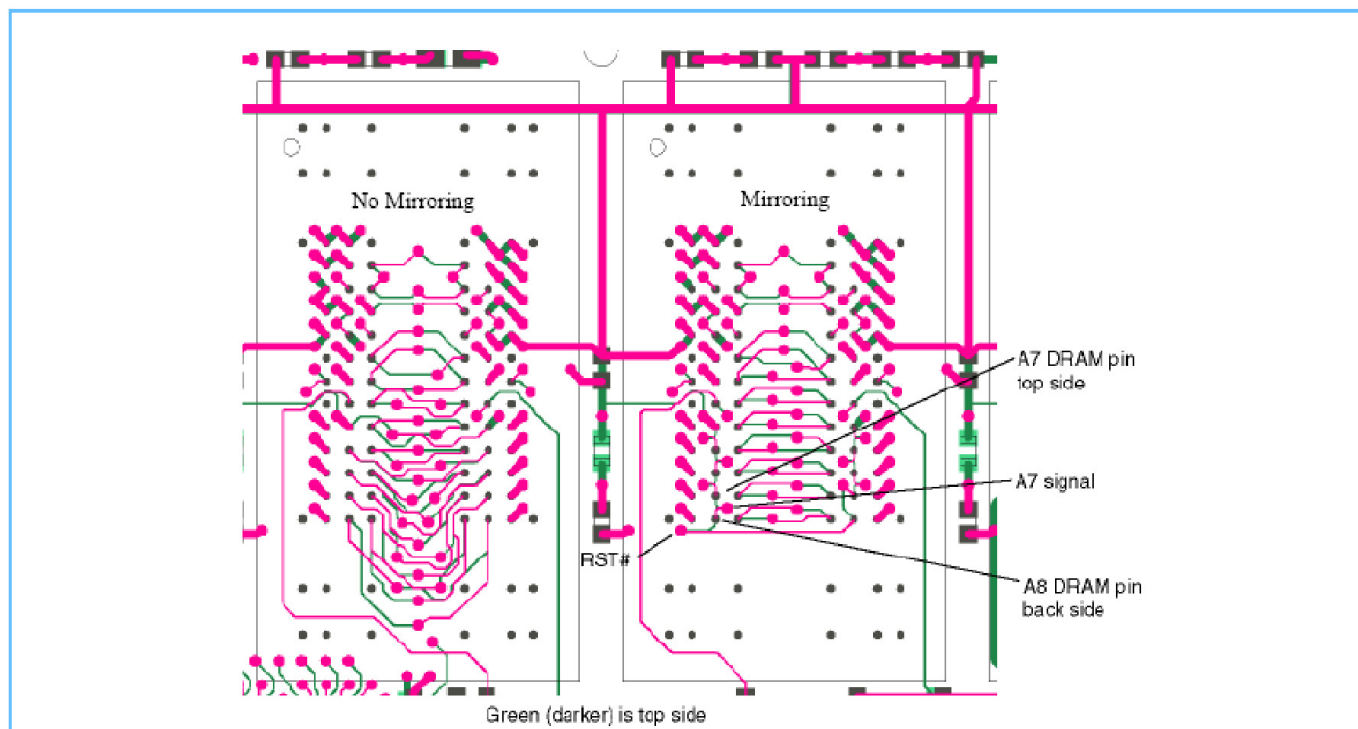 No Mirroring
Mirroring
A7 DRAM pin
top side
A7 signal
RST#
A8 DRAM pin
back side
Green (darker) is top side